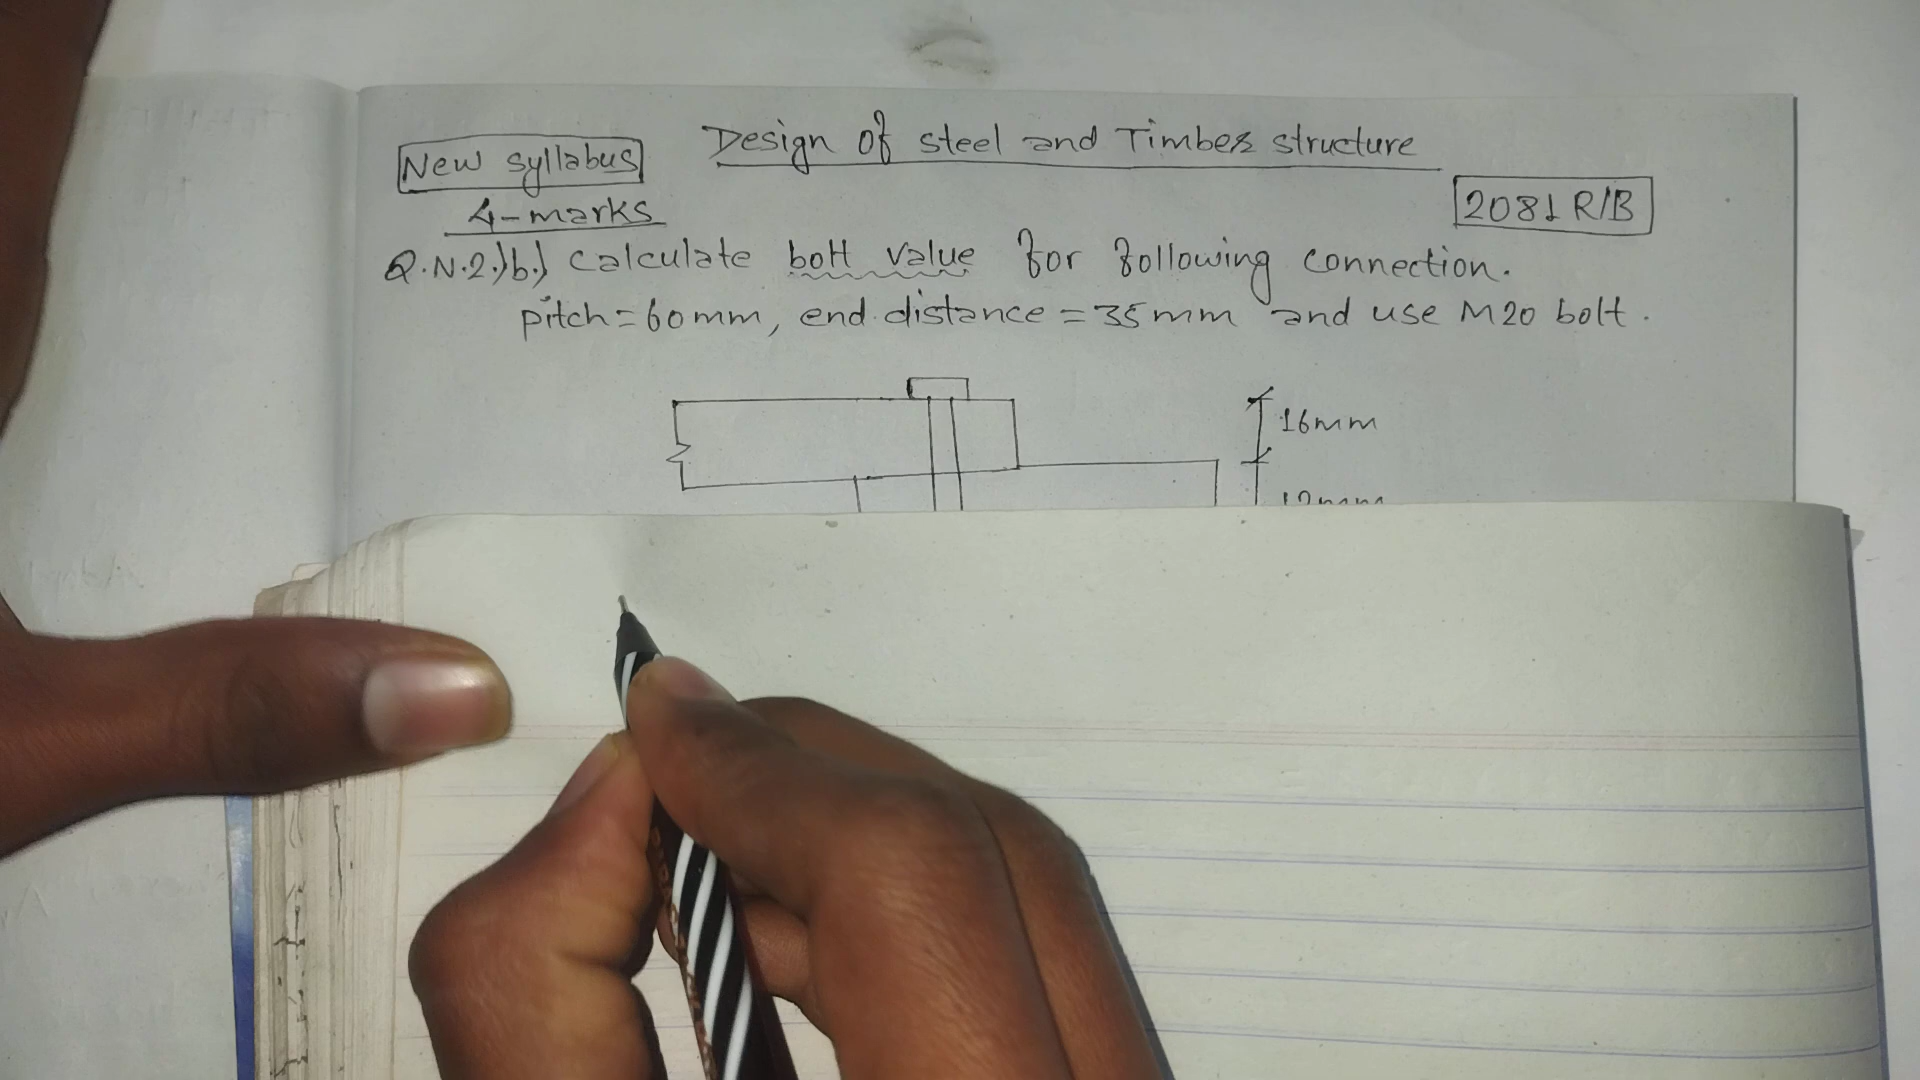 Design of steel and Timber structure
New syllabus
4-marks
2081 R/B
Q.N.2.)b.) Calculate bolt value for following connection.
pitch=60mm, end distance=35mm and use M20 bolt.
16mm